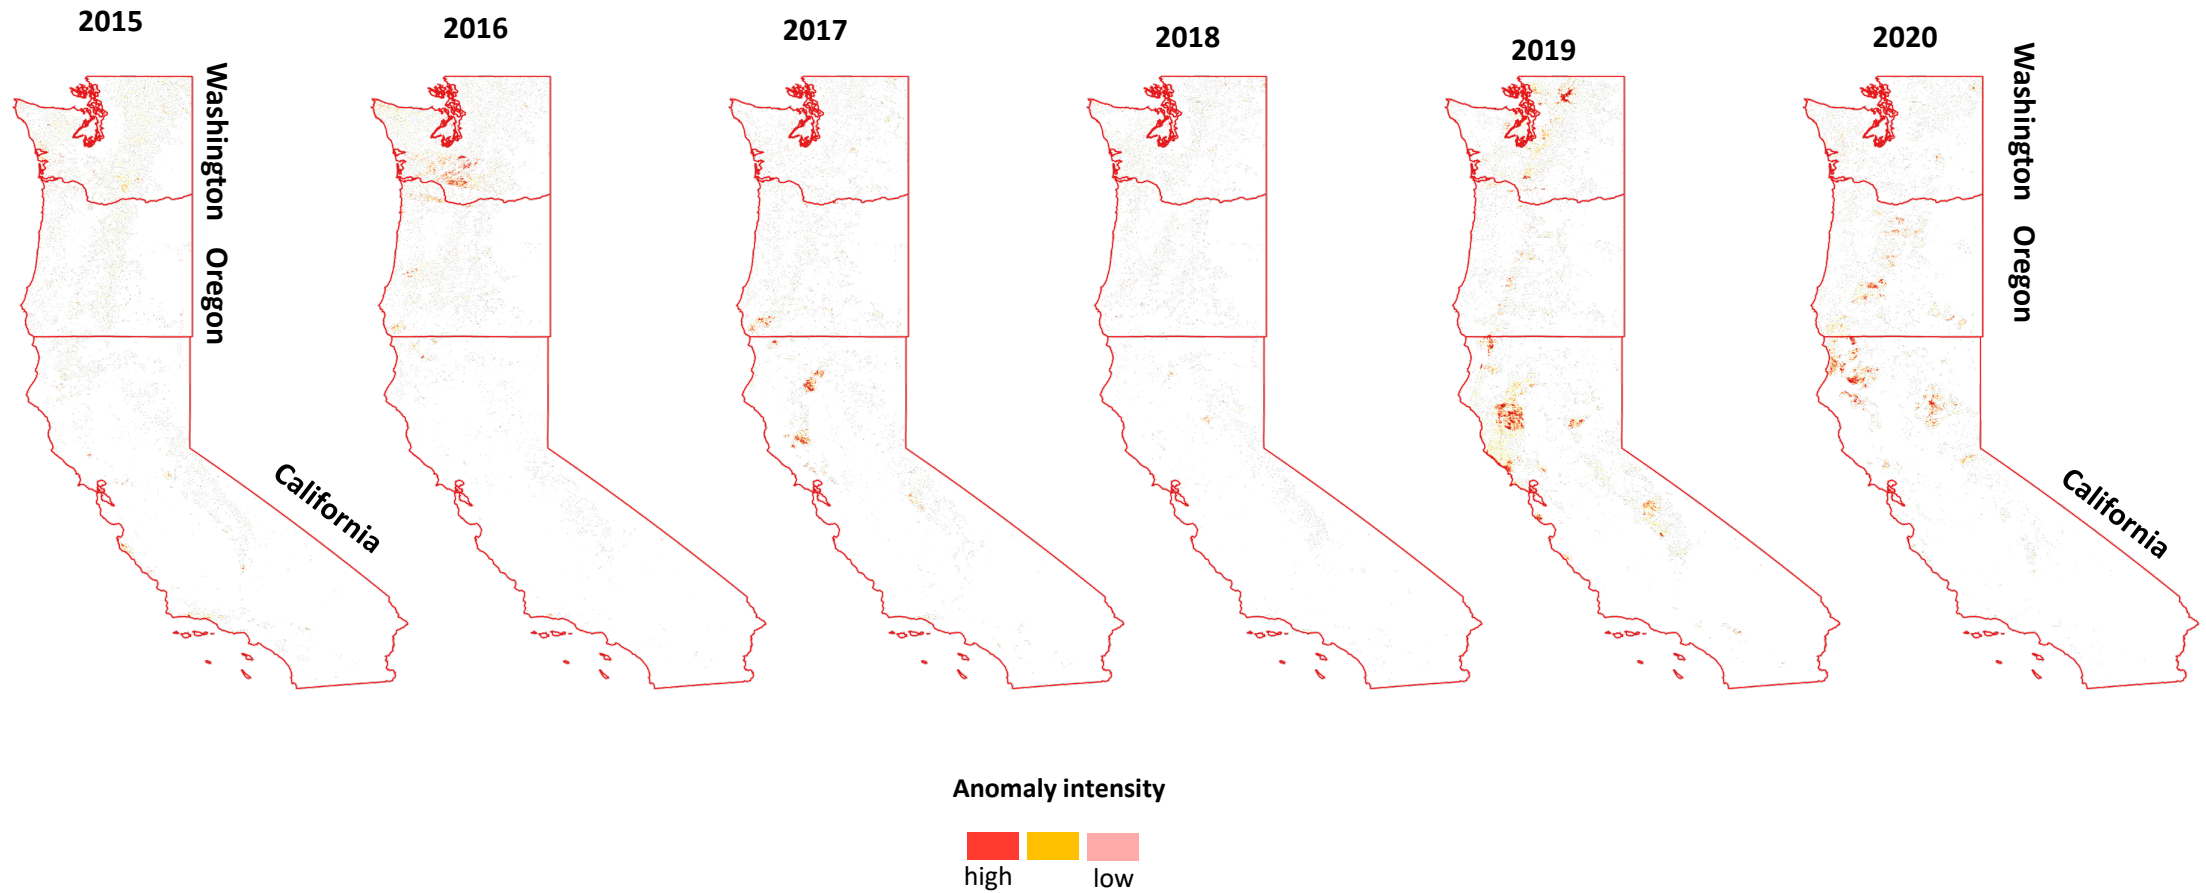 2015
2016
2017
2018
2019
2020
Washington
Oregon
California
Washington
Oregon
California
Anomaly intensity
high
low